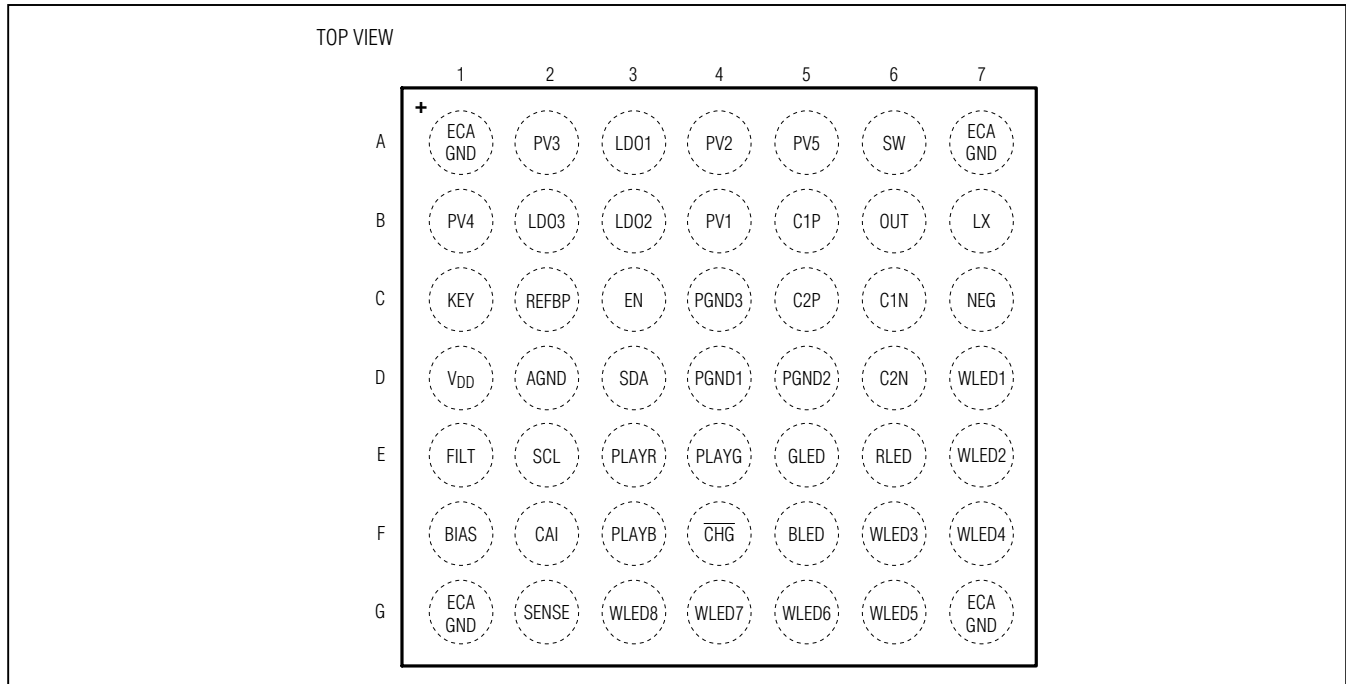 TOP VIEW
1 2 3 4 5 6 7
+
A ECA GND PV3 LDO1 PV2 PV5 SW ECA GND
B PV4 LDO3 LDO2 PV1 C1P OUT LX
C KEY REFBP EN PGND3 C2P C1N NEG
D VDD AGND SDA PGND1 PGND2 C2N WLED1
E FILT SCL PLAYR PLAYG GLED RLED WLED2
F BIAS CAI PLAYB C̅H̅G̅ BLED WLED3 WLED4
G ECA GND SENSE WLED8 WLED7 WLED6 WLED5 ECA GND